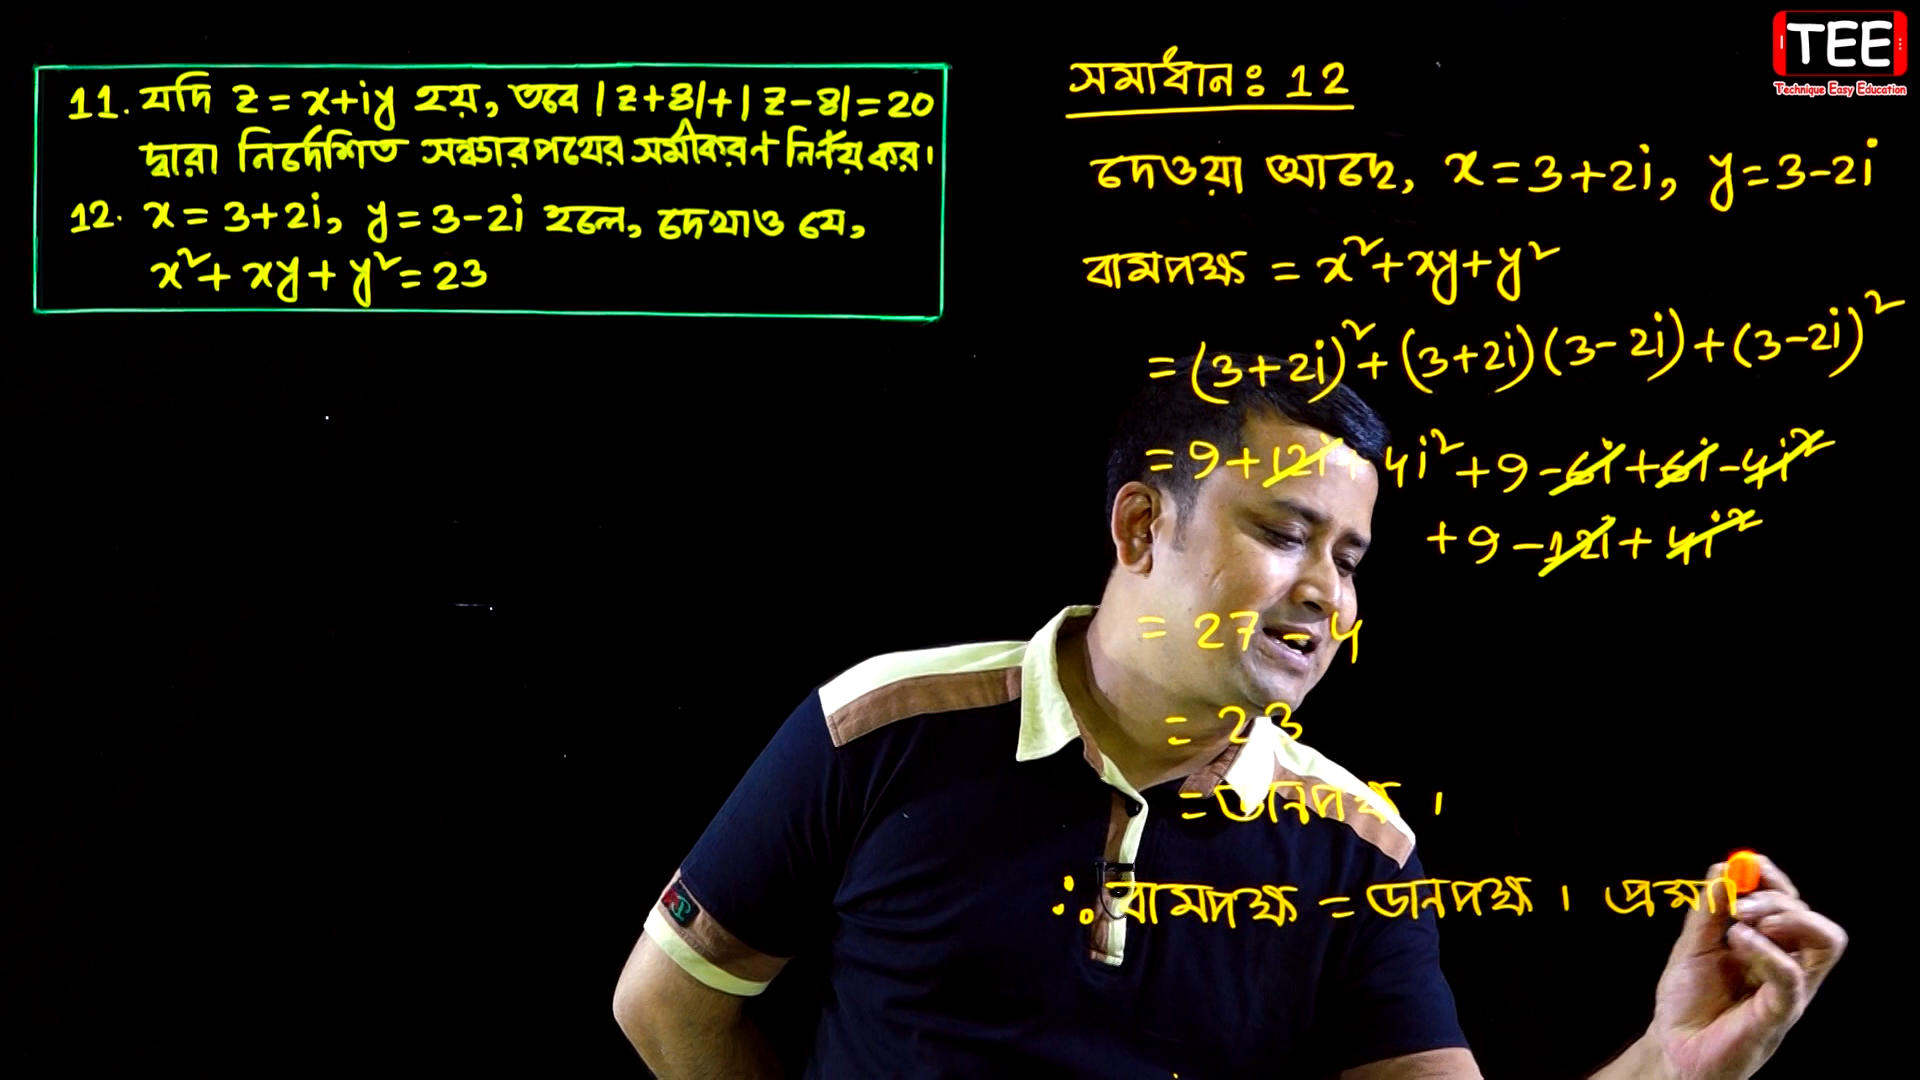 11. যদি z = x+iy হয়, তবে |z+8|+|z-8|=20
দ্বারা নির্দেশিত সঞ্চারপথের সমীকরণ নির্ণয় কর।
12. x = 3+2i, y = 3-2i হলে, দেখাও যে,
x²+ xy + y² = 23
TEE
Technique Easy Education
সমাধান: 12
দেওয়া আছে, x = 3+2i, y = 3-2i
বামপক্ষ = x²+xy+y²
= (3+2i)²+ (3+2i)(3-2i)+(3-2i)²
= 9+12i+4i²+9-6i+6i-4i²
+9-12i+4i²
= 27-4
= 23
= ডানপক্ষ ।
∴ বামপক্ষ = ডানপক্ষ । প্রমা